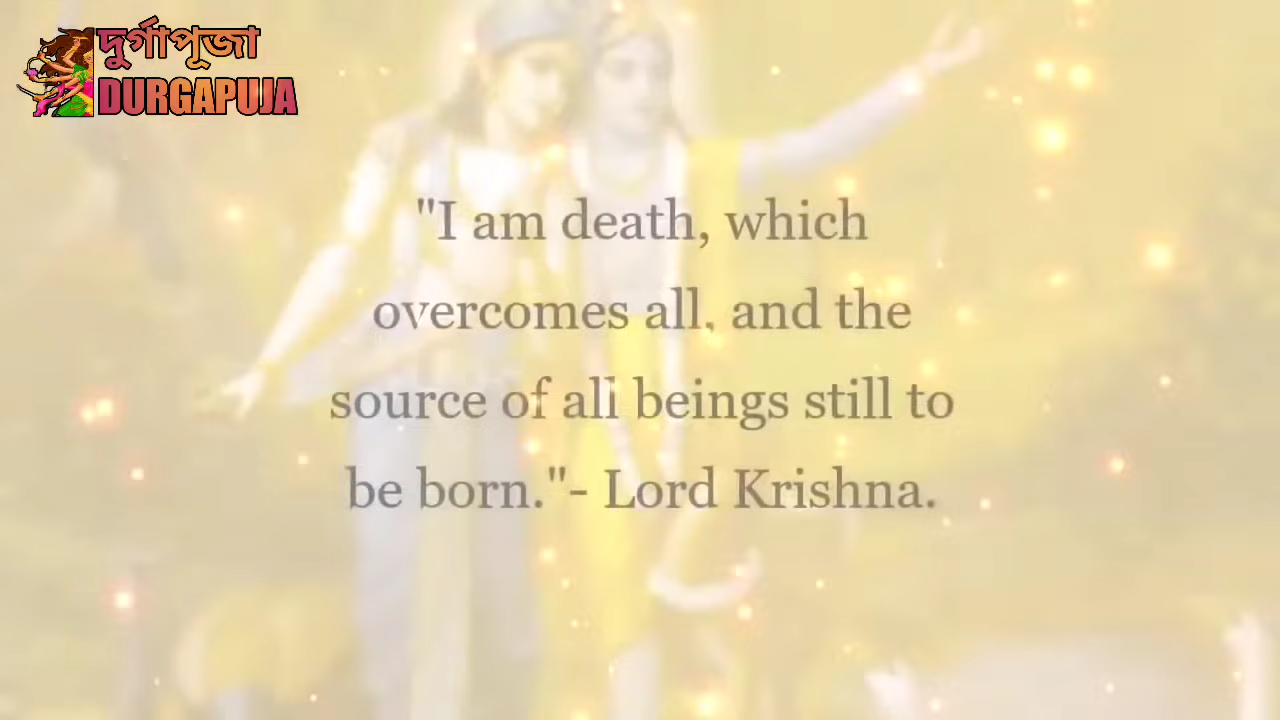 দুর্গাপূজা
DURGAPUJA
"I am death, which
overcomes all, and the
source of all beings still to
be born."- Lord Krishna.